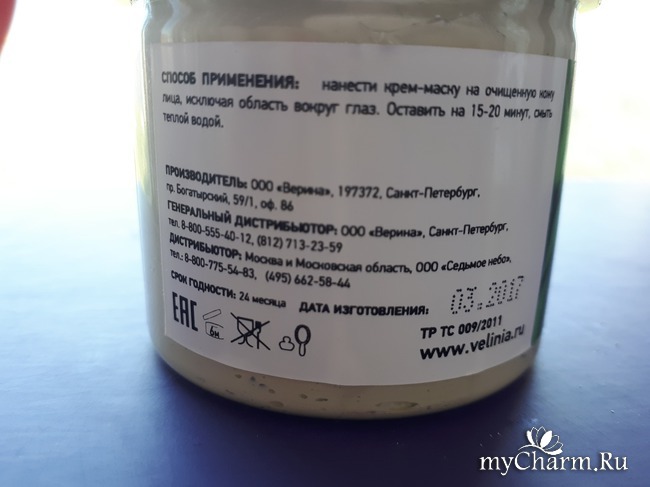 СПОСОБ ПРИМЕНЕНИЯ: нанести крем-маску на очищенную кожу
лица, исключая область вокруг глаз. Оставить на 15-20 минут, смыть
теплой водой.
ПРОИЗВОДИТЕЛЬ: ООО «Верина», 197372, Санкт-Петербург,
пр. Богатырский, 59/1, оф. 86
ГЕНЕРАЛЬНЫЙ ДИСТРИБЬЮТОР: ООО «Верина», Санкт-Петербург,
тел. 8-800-555-40-12, (812) 713-23-59
ДИСТРИБЬЮТОР: Москва и Московская область, ООО «Седьмое небо»,
тел.: 8-800-775-54-83, (495) 662-58-44
СРОК ГОДНОСТИ: 24 месяца ДАТА ИЗГОТОВЛЕНИЯ: 03.2017
EAC 6м ТР ТС 009/2011
www.velinia.ru
myCharm.Ru